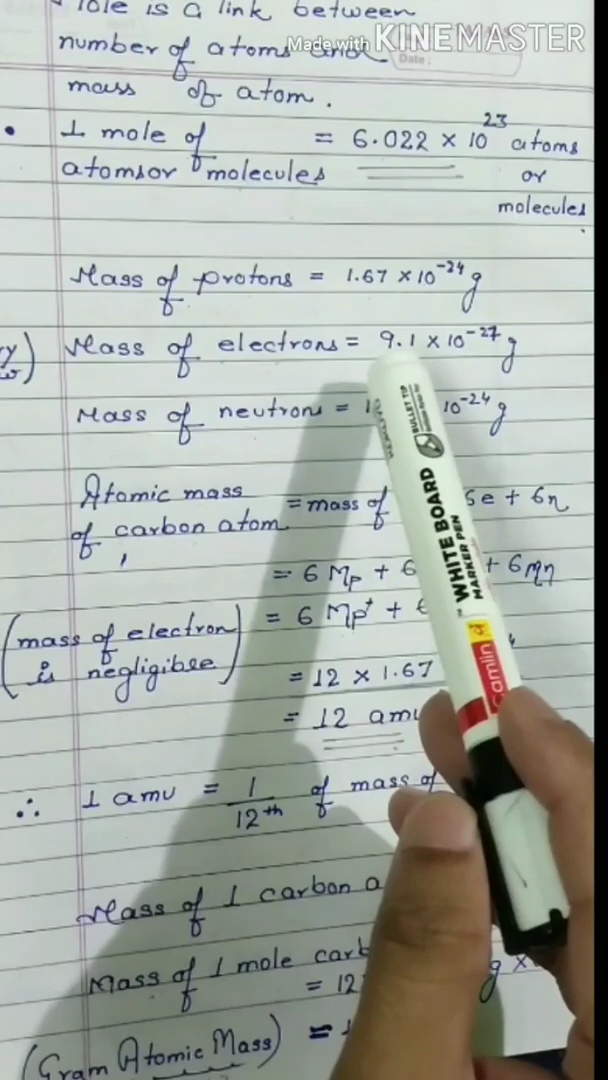 is a link between
number of atoms and
Made with KINEMASTER
Date :
mass of atom.
• 1 mole of = 6.022 × 10²³ atoms
atoms or molecules or
molecules.
Mass of protons = 1.67 × 10⁻²⁴ g
Mass of electrons = 9.1 × 10⁻²⁷ g
Mass of neutron = 1 10⁻²⁴ g
Atomic mass = mass of 6e + 6n
of carbon atom,
= 6 Mp + 6 + 6mn
(mass of electron = 6 Mp +
is negligible)
= 12 × 1.67
= 12 amu
∴ 1 amu = 1/12th of mass of
Mass of 1 carbon a
Mass of 1 mole carb
= 12 g ×
(Gram Atomic Mass) =
WHITE BOARD
MARKER PEN
BULLET TIP
camlin